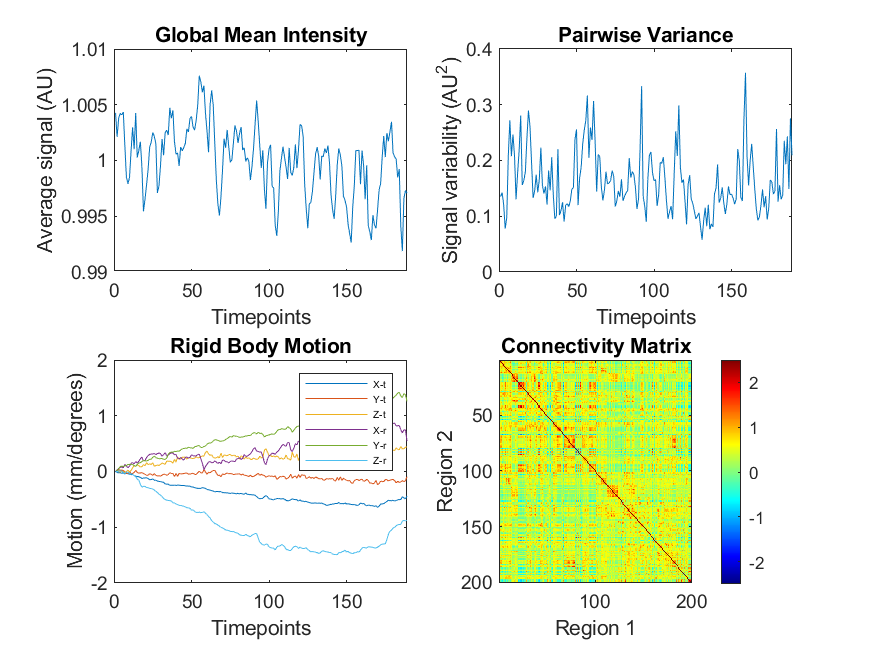 Global Mean Intensity
1.01
1.005
1
0.995
0.99
Average signal (AU)
0
50
100
150
Timepoints
Pairwise Variance
0.4
0.3
0.2
0.1
0
Signal variability (AU²)
0
50
100
150
Timepoints
Rigid Body Motion
2
1
0
-1
-2
Motion (mm/degrees)
X-t
Y-t
Z-t
X-r
Y-r
Z-r
0
50
100
150
Timepoints
Connectivity Matrix
50
100
150
200
Region 2
100
200
Region 1
2
1
0
-1
-2